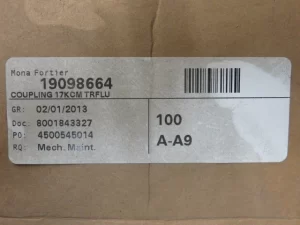 Mona Fortier
19098664
COUPLING 17KOM TRFLU
GR: 02/01/2013
Doc: 8001843327
PO: 4500545014
RQ: Mech. Maint.
100
A-A9